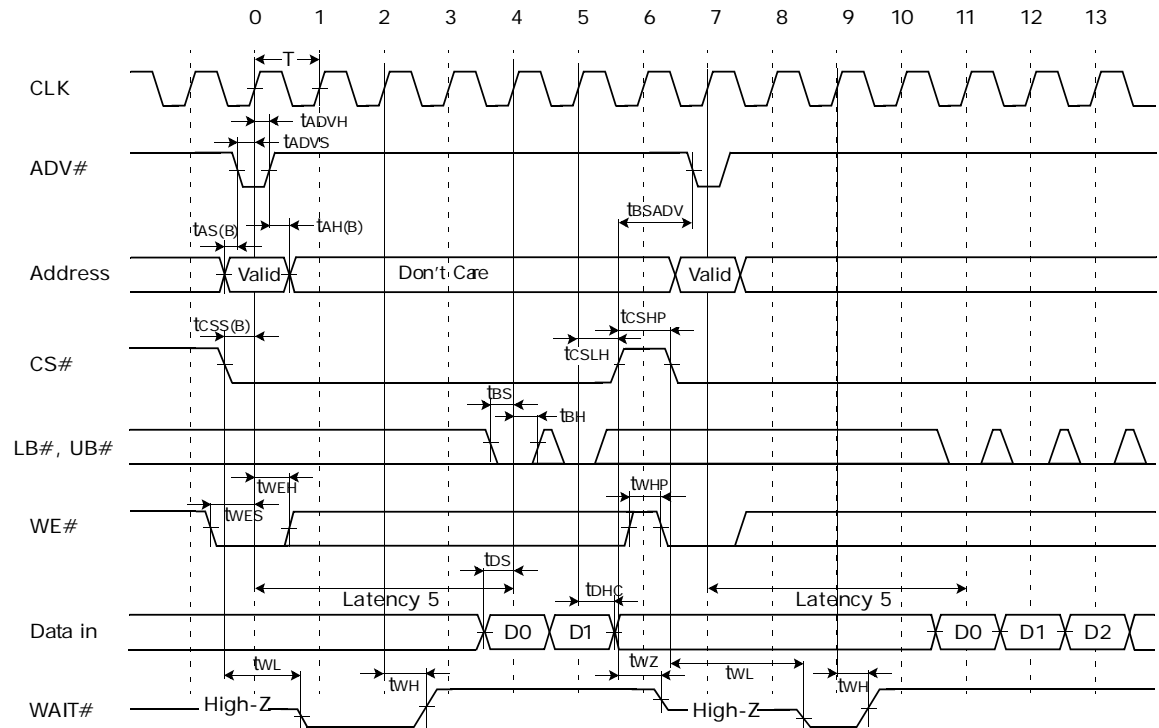 0 1 2 3 4 5 6 7 8 9 10 11 12 13
T
CLK
tADVH
tADVS
ADV#
tBSADV
tAS(B)
tAH(B)
Address
Valid
Don't Care
Valid
tCSS(B)
tCSHP
tCSLH
CS#
tBS
tBH
LB#, UB#
tWEH
tWHP
tWES
WE#
tDS
tDHC
Latency 5
Latency 5
Data in
D0
D1
D0
D1
D2
tWL
tWH
tWZ
tWL
tWH
High-Z
High-Z
WAIT#